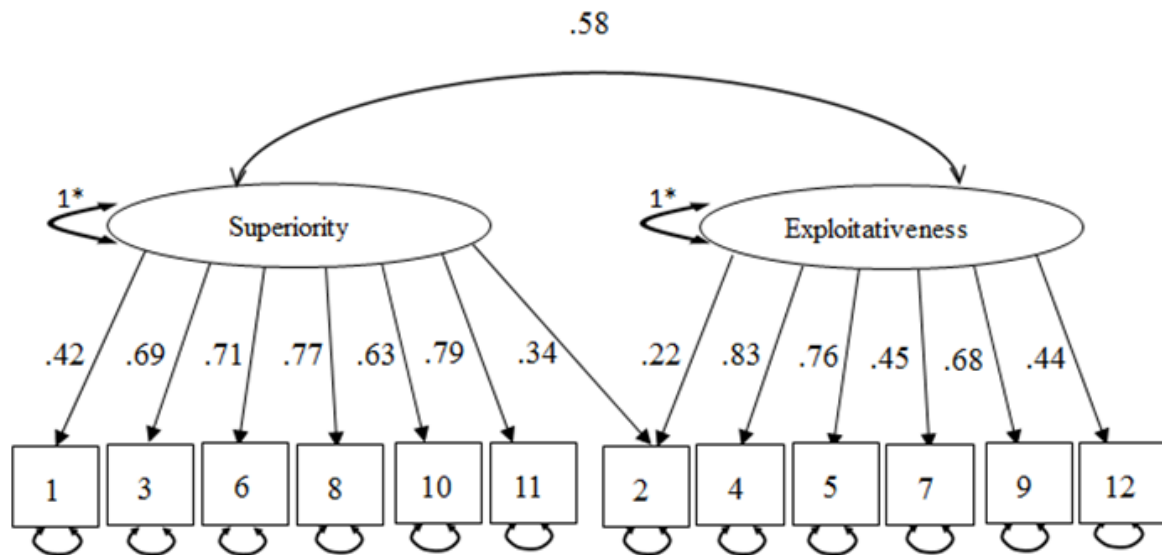 .58
1*
1*
Superiority
Exploitativeness
.42 .69 .71 .77 .63 .79 .34 .22 .83 .76 .45 .68 .44
1 3 6 8 10 11 2 4 5 7 9 12